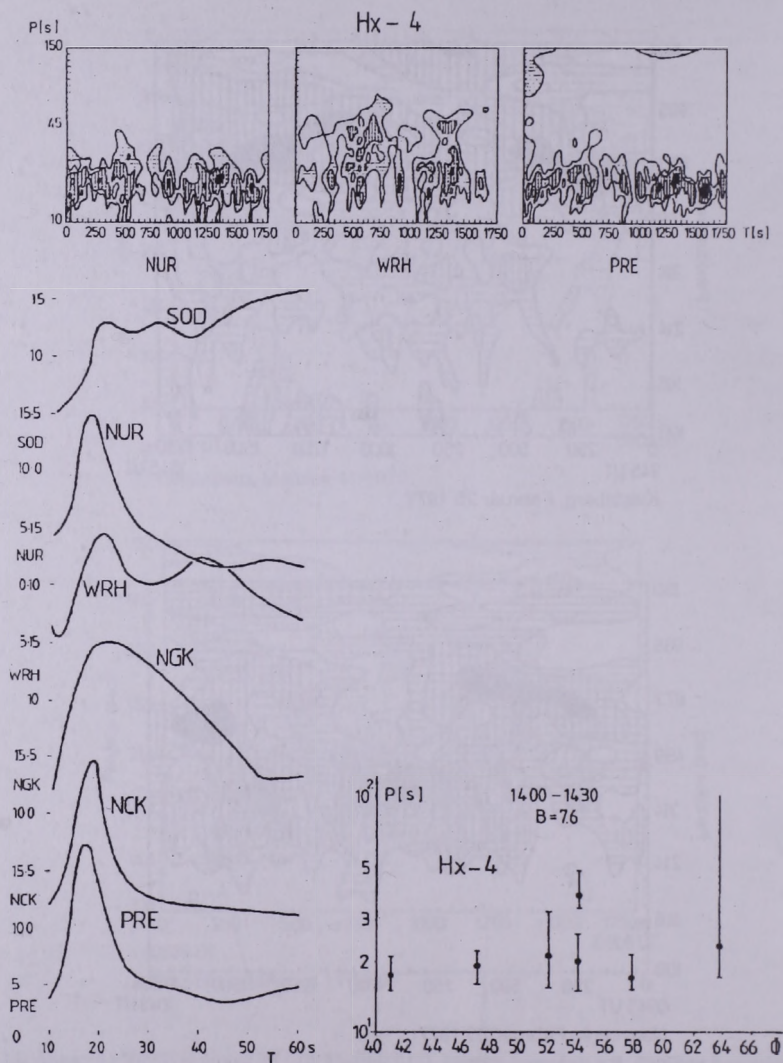 Hx-4
P[s]
150
45
10
0 250 500 750 1000 1250 1500 1750
0 250 500 750 1000 1250 1500 1750
0 250 500 750 1000 1250 1500 1750 T[s]
NUR WRH PRE
15
SOD
10
15·5
NUR
SOD
10 0
5·15
NUR
0·10
WRH
5·15
NGK
WRH
10
15·5
NGK
NCK
10·0
15·5
NCK
PRE
10·0
5
PRE
0
10 20 30 40 50 60 s
T
10² P[s] 1400-1430
B=7.6
5
Hx-4
3
2
10¹
40 42 44 46 48 50 52 54 56 58 60 62 64 66 Φ